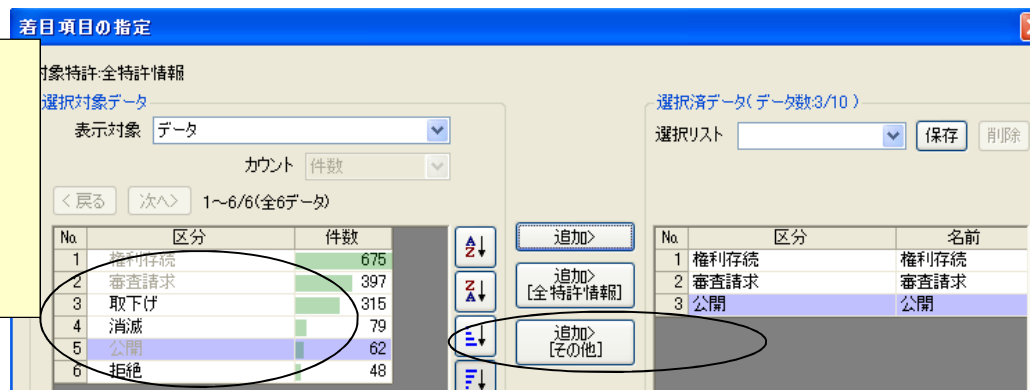 着目項目の指定
対象特許:全特許情報
選択対象データ
表示対象 データ
カウント 件数
<戻る 次へ> 1～6/6(全6データ)
No. 区分 件数
1 権利存続 675
2 審査請求 397
3 取下げ 315
4 消滅 79
5 公開 62
6 拒絶 48
追加>
追加>
[全特許情報]
追加>
[その他]
選択済データ(データ数:3/10)
選択リスト 保存 削除
No. 区分 名前
1 権利存続 権利存続
2 審査請求 審査請求
3 公開 公開